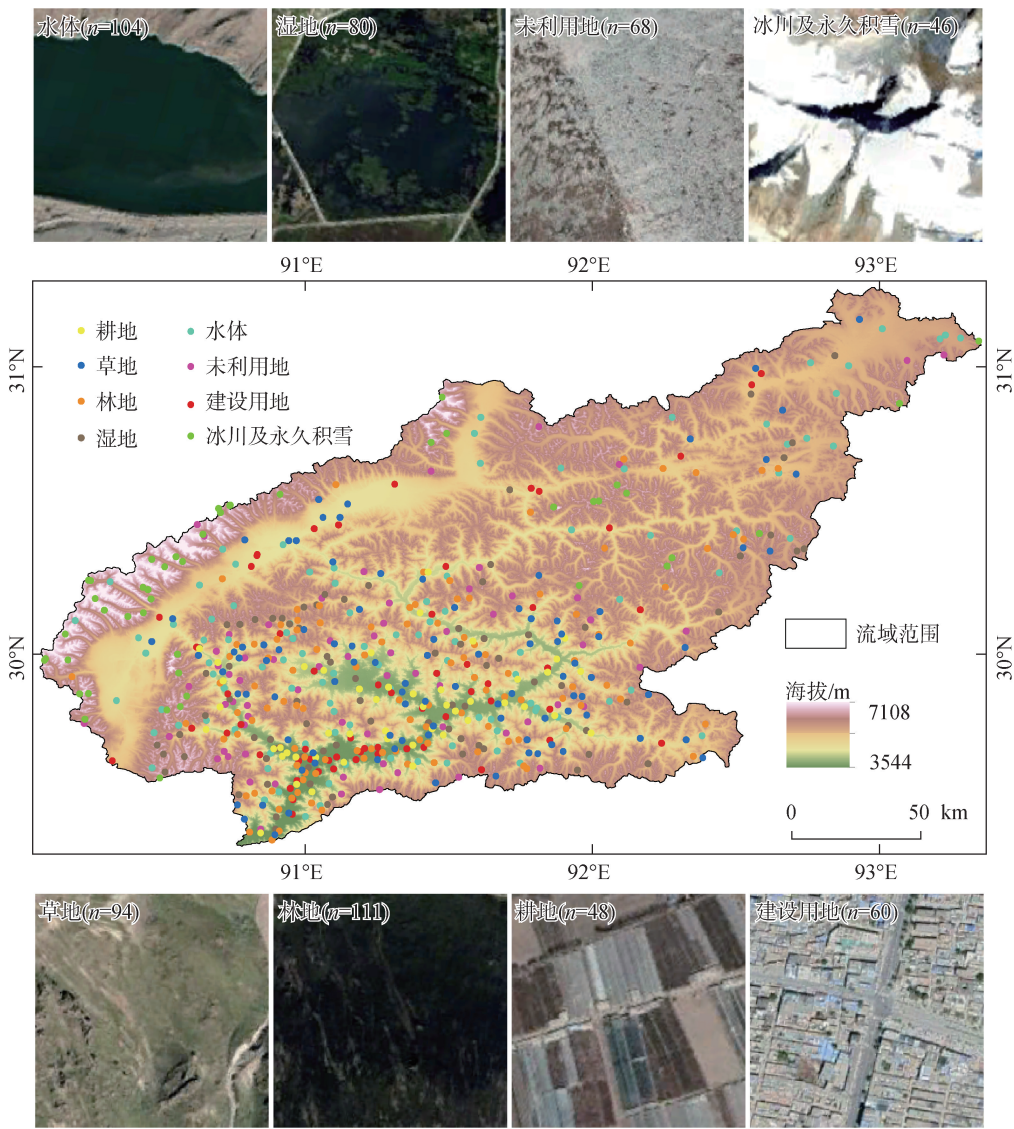 水体(n=104)
湿地(n=80)
未利用地(n=68)
冰川及永久积雪(n=46)
91°E
92°E
93°E
31°N
31°N
耕地
水体
草地
未利用地
林地
建设用地
湿地
冰川及永久积雪
30°N
30°N
流域范围
海拔/m
7108
3544
0
50 km
91°E
92°E
93°E
草地(n=94)
林地(n=111)
耕地(n=48)
建设用地(n=60)